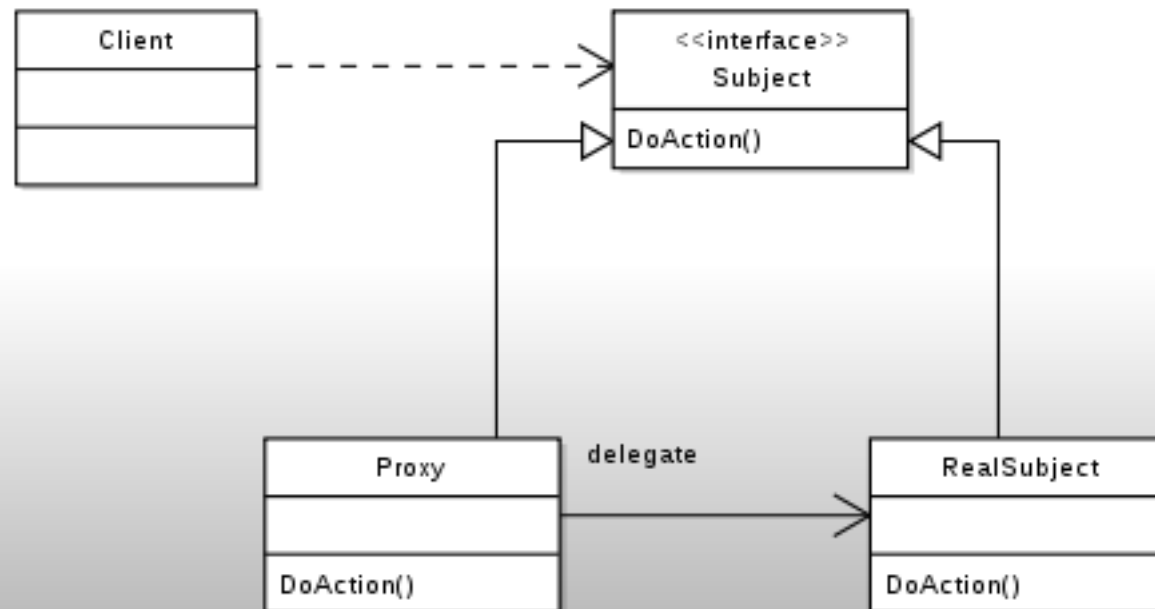 Client
<<interface>>
Subject
DoAction()
delegate
Proxy
RealSubject
DoAction()
DoAction()